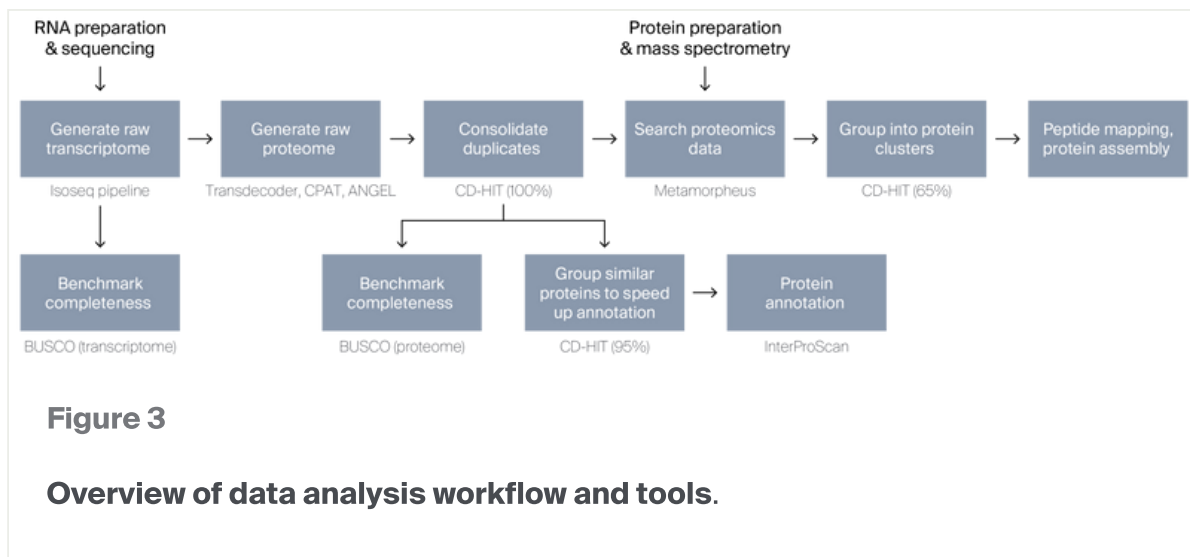 RNA preparation
& sequencing
Protein preparation
& mass spectrometry
Generate raw
transcriptome
Generate raw
proteome
Consolidate
duplicates
Search proteomics
data
Group into protein
clusters
Peptide mapping,
protein assembly
Isoseq pipeline
Transdecoder, CPAT, ANGEL
CD-HIT (100%)
Metamorpheus
CD-HIT (65%)
Benchmark
completeness
Benchmark
completeness
Group similar
proteins to speed
up annotation
Protein
annotation
BUSCO (transcriptome)
BUSCO (proteome)
CD-HIT (95%)
InterProScan
Figure 3
Overview of data analysis workflow and tools.